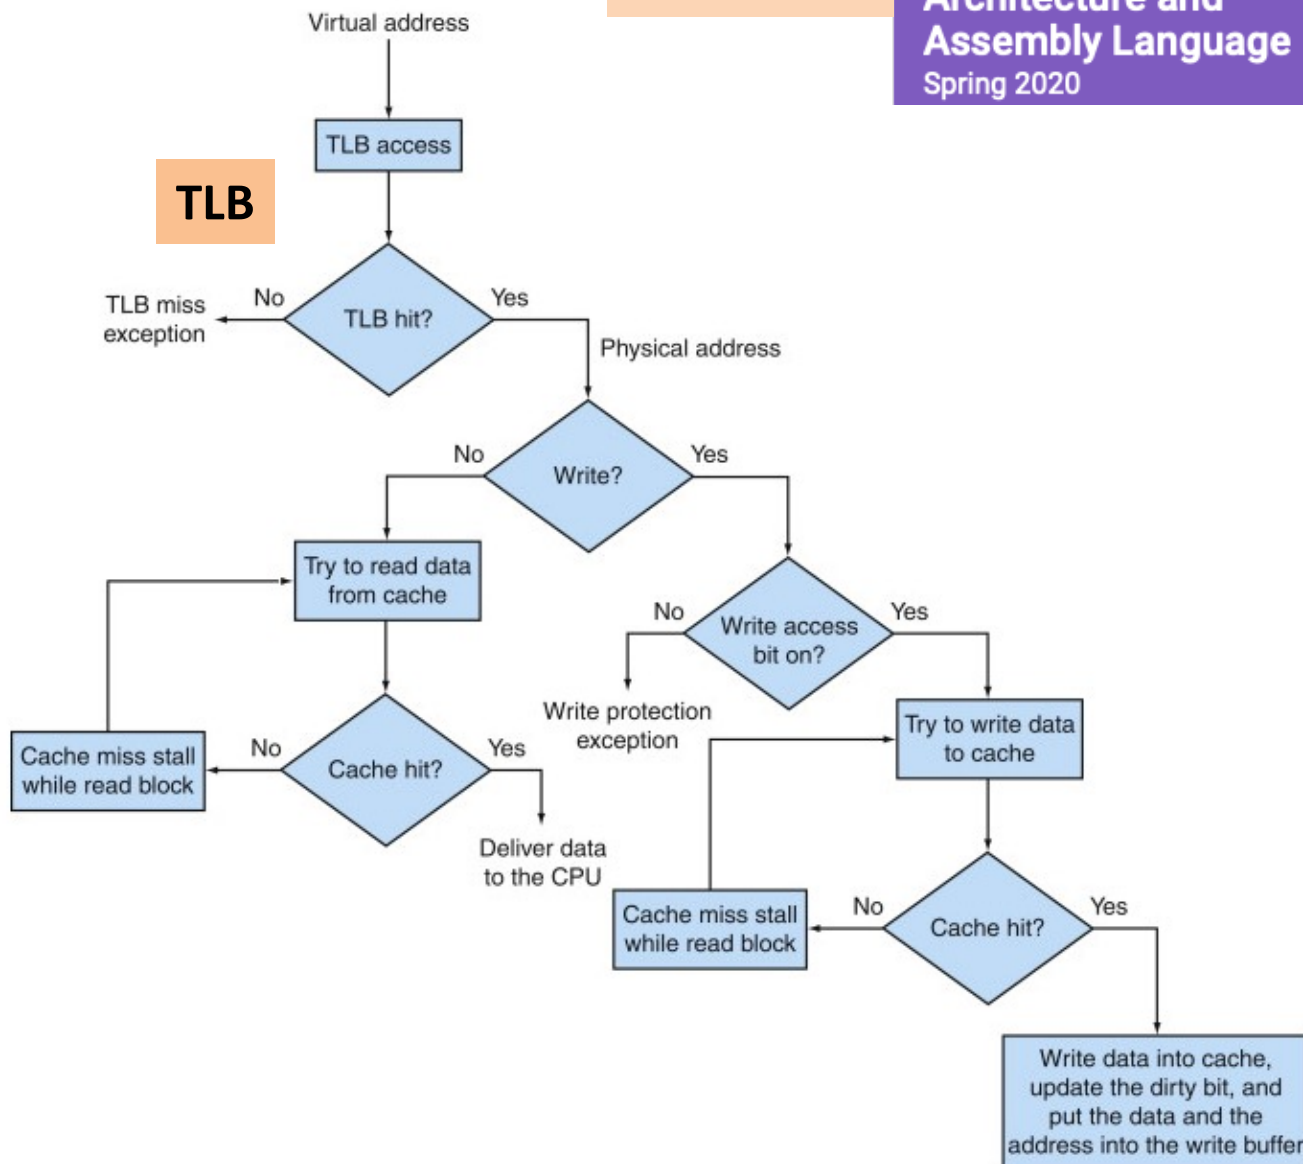 Architecture and
Assembly Language
Spring 2020
Virtual address
TLB access
TLB
TLB hit?
No
Yes
TLB miss
exception
Physical address
Write?
No
Yes
Try to read data
from cache
Write access
bit on?
No
Yes
Write protection
exception
Try to write data
to cache
Cache hit?
No
Yes
Cache miss stall
while read block
Deliver data
to the CPU
Cache hit?
No
Yes
Cache miss stall
while read block
Write data into cache,
update the dirty bit, and
put the data and the
address into the write buffer